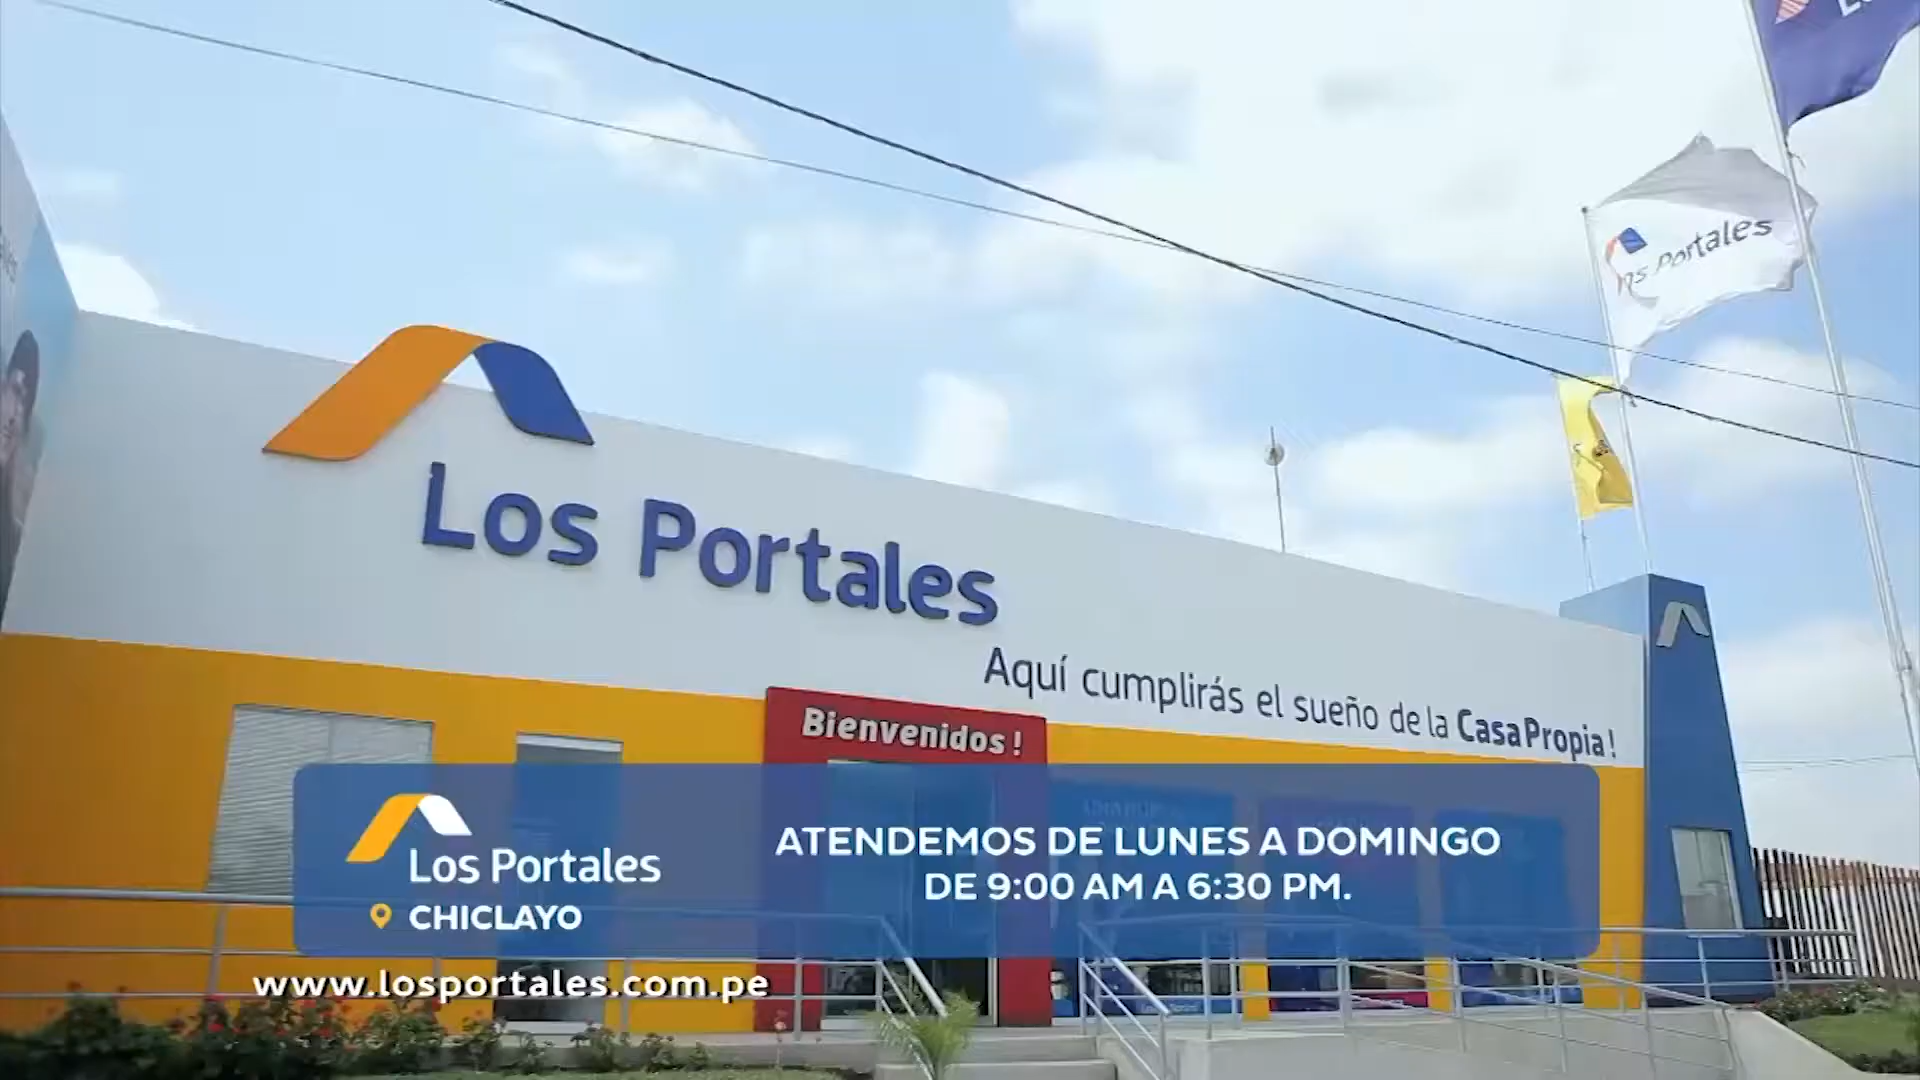 Los Portales
Los Portales
Aquí cumplirás el sueño de la Casa Propia!
Bienvenidos!
Los Portales
CHICLAYO
ATENDEMOS DE LUNES A DOMINGO
DE 9:00 AM A 6:30 PM.
www.losportales.com.pe